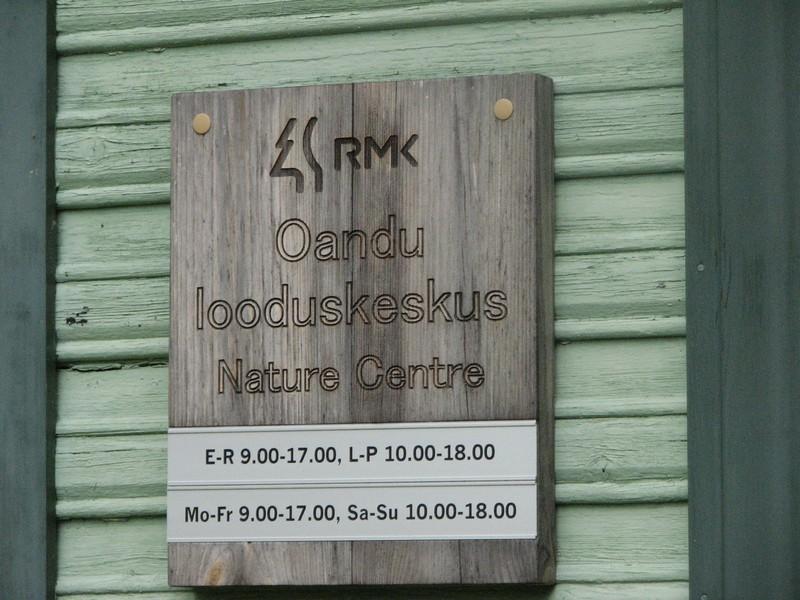 RMK
Oandu
looduskeskus
Nature Centre
E-R 9.00-17.00, L-P 10.00-18.00
Mo-Fr 9.00-17.00, Sa-Su 10.00-18.00